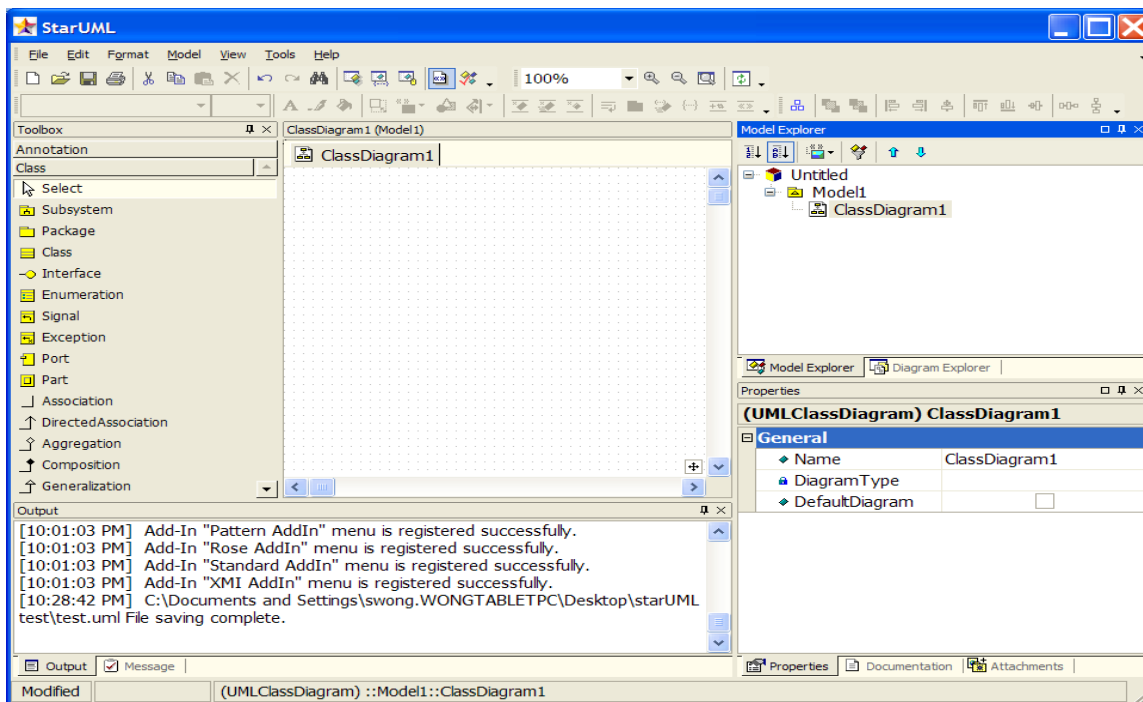 StarUML
File Edit Format Model View Tools Help
100%
Toolbox
Annotation
Class
Select
Subsystem
Package
Class
Interface
Enumeration
Signal
Exception
Port
Part
Association
DirectedAssociation
Aggregation
Composition
Generalization
ClassDiagram1 (Model1)
ClassDiagram1
Model Explorer
Untitled
Model1
ClassDiagram1
Model Explorer Diagram Explorer
Properties
(UMLClassDiagram) ClassDiagram1
General
Name ClassDiagram1
DiagramType
DefaultDiagram
Output
[10:01:03 PM] Add-In "Pattern AddIn" menu is registered successfully.
[10:01:03 PM] Add-In "Rose AddIn" menu is registered successfully.
[10:01:03 PM] Add-In "Standard AddIn" menu is registered successfully.
[10:01:03 PM] Add-In "XMI AddIn" menu is registered successfully.
[10:28:42 PM] C:\Documents and Settings\swong.WONGTABLETPC\Desktop\starUML
test\test.uml File saving complete.
Output Message
Properties Documentation Attachments
Modified (UMLClassDiagram) ::Model1::ClassDiagram1